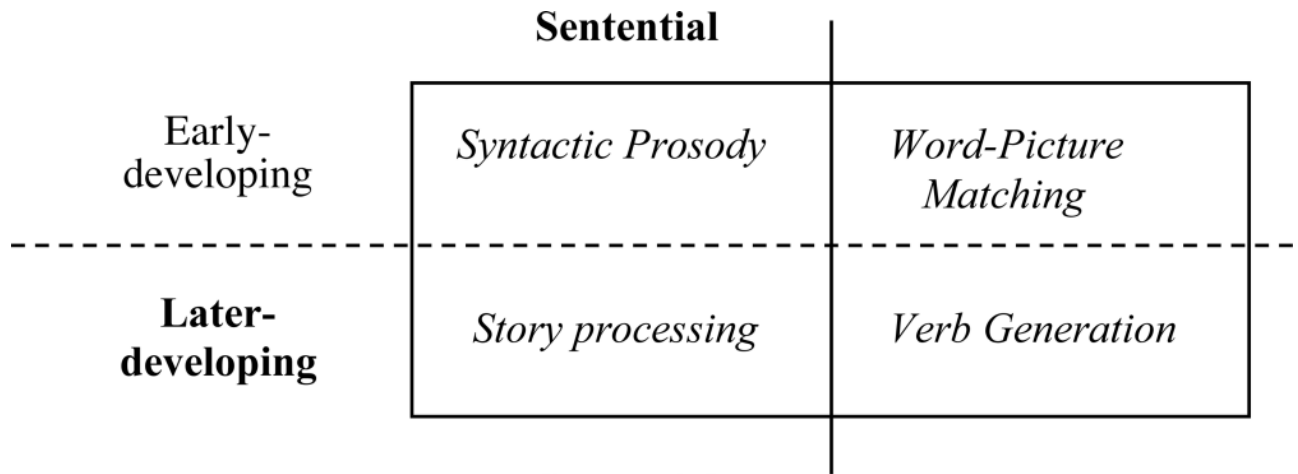 Sentential
Early-
developing
Syntactic Prosody
Word-Picture
Matching
Later-
developing
Story processing
Verb Generation